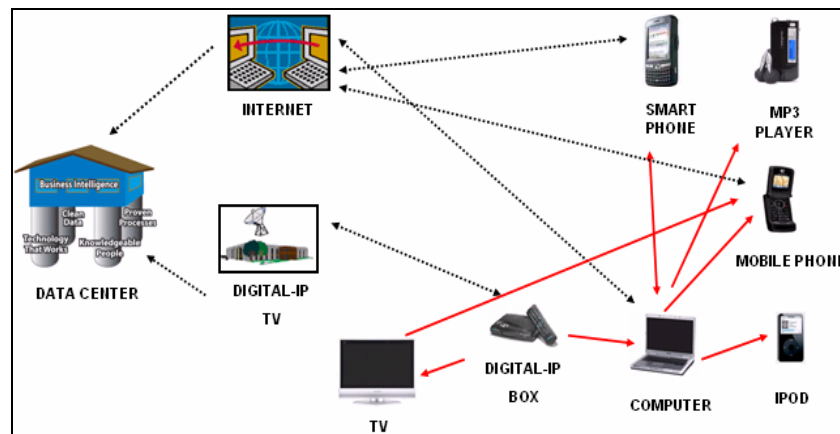 INTERNET
SMART
PHONE
MP3
PLAYER
Business Intelligence
Clean
Data
Proven
Processes
Technology
That Works
Knowledgeable
People
DATA CENTER
DIGITAL-IP
TV
MOBILE PHONE
TV
DIGITAL-IP
BOX
COMPUTER
IPOD